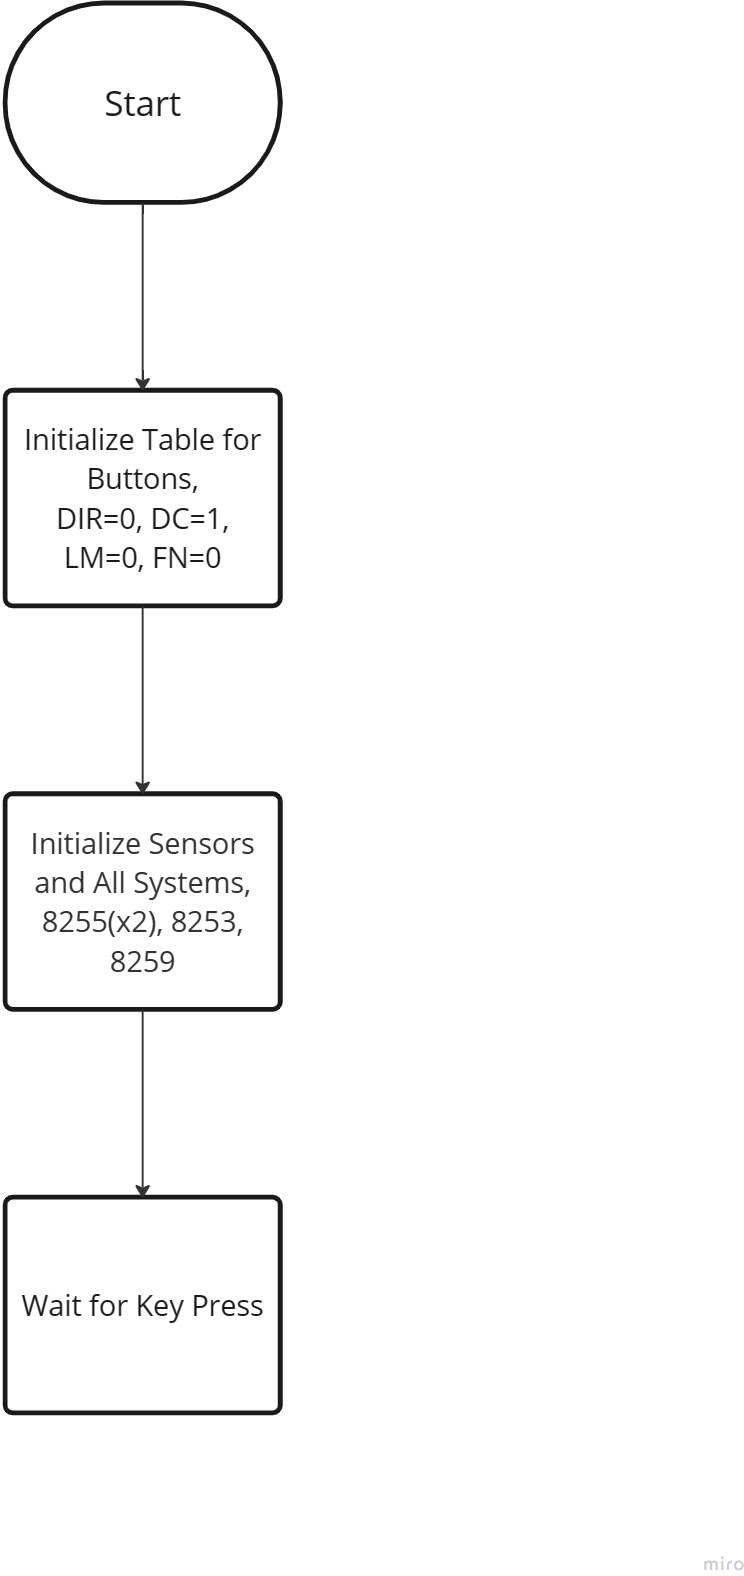 Start
Initialize Table for
Buttons,
DIR=0, DC=1,
LM=0, FN=0
Initialize Sensors
and All Systems,
8255(x2), 8253,
8259
Wait for Key Press
miro